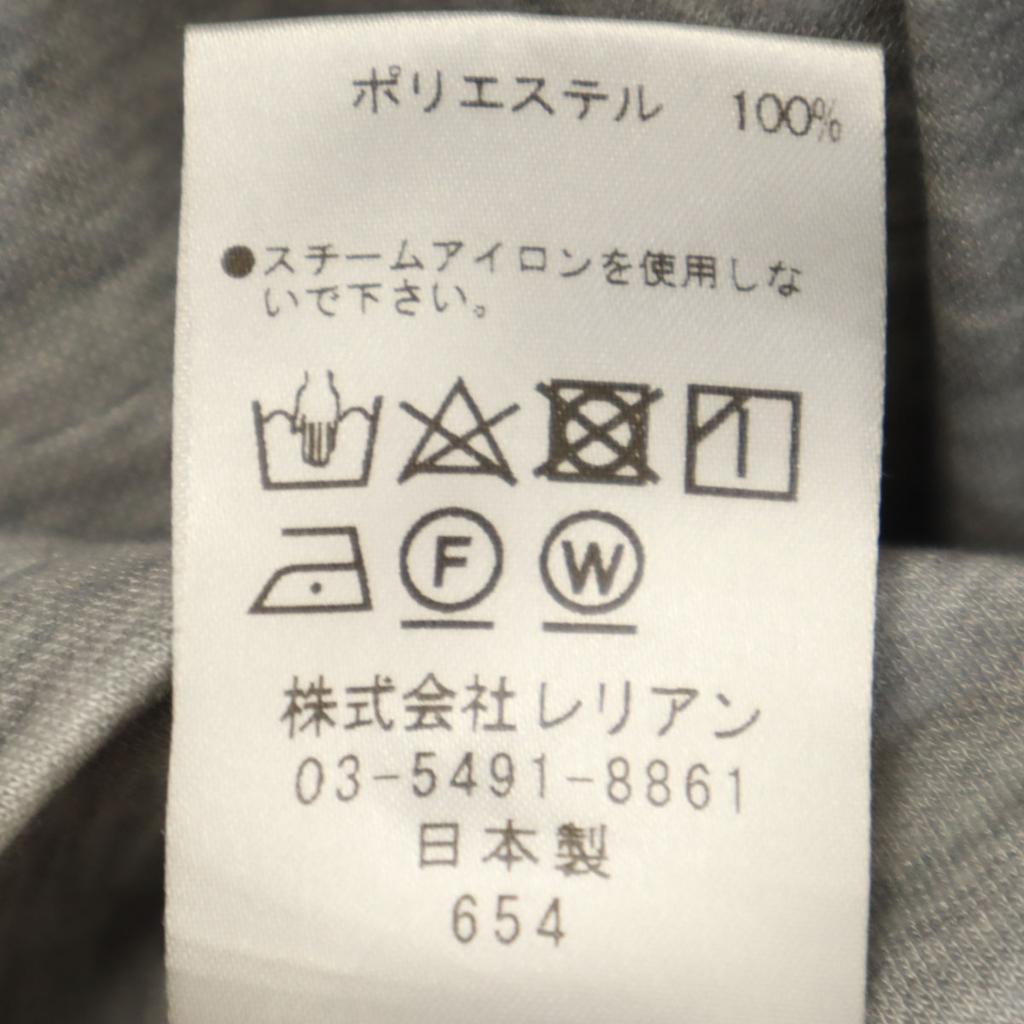 ポリエステル 100%
●スチームアイロンを使用しな
いで下さい。
F W
株式会社レリアン
03-5491-8861
日本製
654